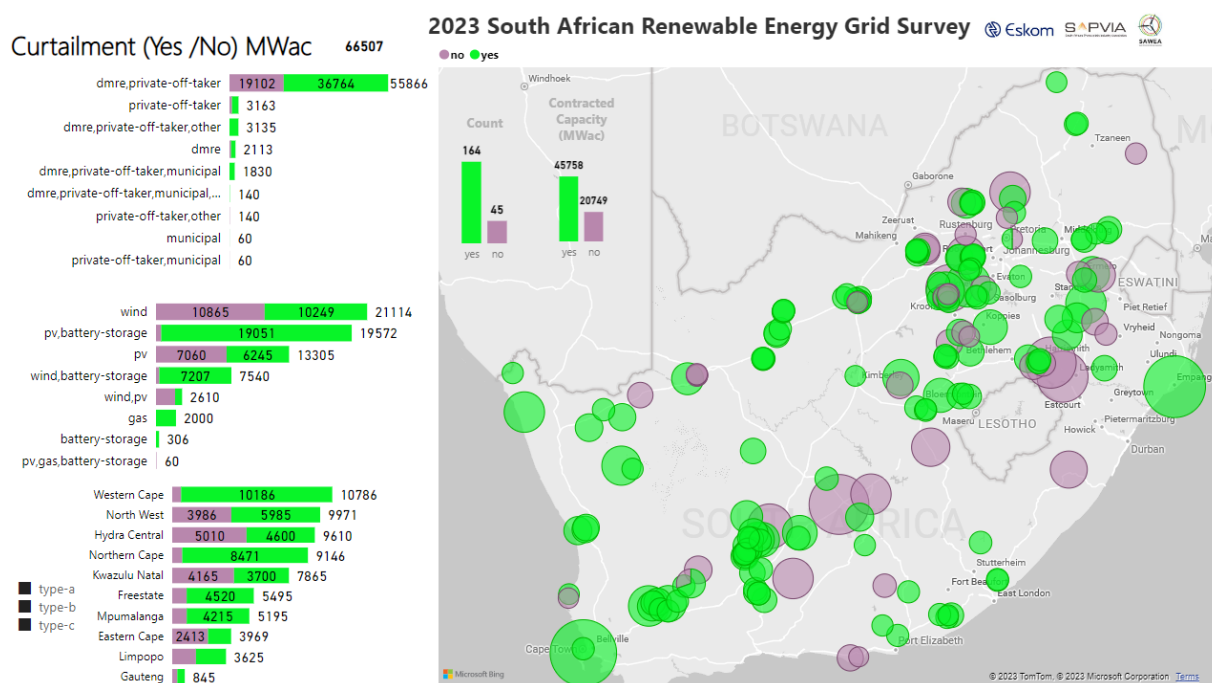 2023 South African Renewable Energy Grid Survey
Eskom
SAPVIA
SAWEA
Curtailment (Yes /No) MWac 66507
no yes
dmre,private-off-taker 19102 36764 55866
private-off-taker 3163
dmre,private-off-taker,other 3135
dmre 2113
dmre,private-off-taker,municipal 1830
dmre,private-off-taker,municipal,... 140
private-off-taker,other 140
municipal 60
private-off-taker,municipal 60
wind 10865 10249 21114
pv,battery-storage 19051 19572
pv 7060 6245 13305
wind,battery-storage 7207 7540
wind,pv 2610
gas 2000
battery-storage 306
pv,gas,battery-storage 60
Western Cape 10186 10786
North West 3986 5985 9971
Hydra Central 5010 4600 9610
Northern Cape 8471 9146
Kwazulu Natal 4165 3700 7865
Freestate 4520 5495
Mpumalanga 4215 5195
Eastern Cape 2413 3969
Limpopo 3625
Gauteng 845
type-a
type-b
type-c
Count
164
45
yes no
Contracted
Capacity
(MWac)
45758
20749
yes no
Windhoek
BOTSWANA
Tzaneen
Gaborone
Zeerust
Rustenburg
Mahikeng
Johannesburg
Evaton
ESWATINI
Piet Retief
Koppies
Vryheid
Nongoma
Bethlehem
Ulundi
Kimberley
Ladysmith
Greytown
Estcourt
Pietermaritzburg
Maseru
LESOTHO
Howick
Durban
SOUTH AFRICA
Stutterheim
Fort Beaufort
East London
Port Elizabeth
Bellville
Cape Town
Microsoft Bing
© 2023 TomTom, © 2023 Microsoft Corporation Terms